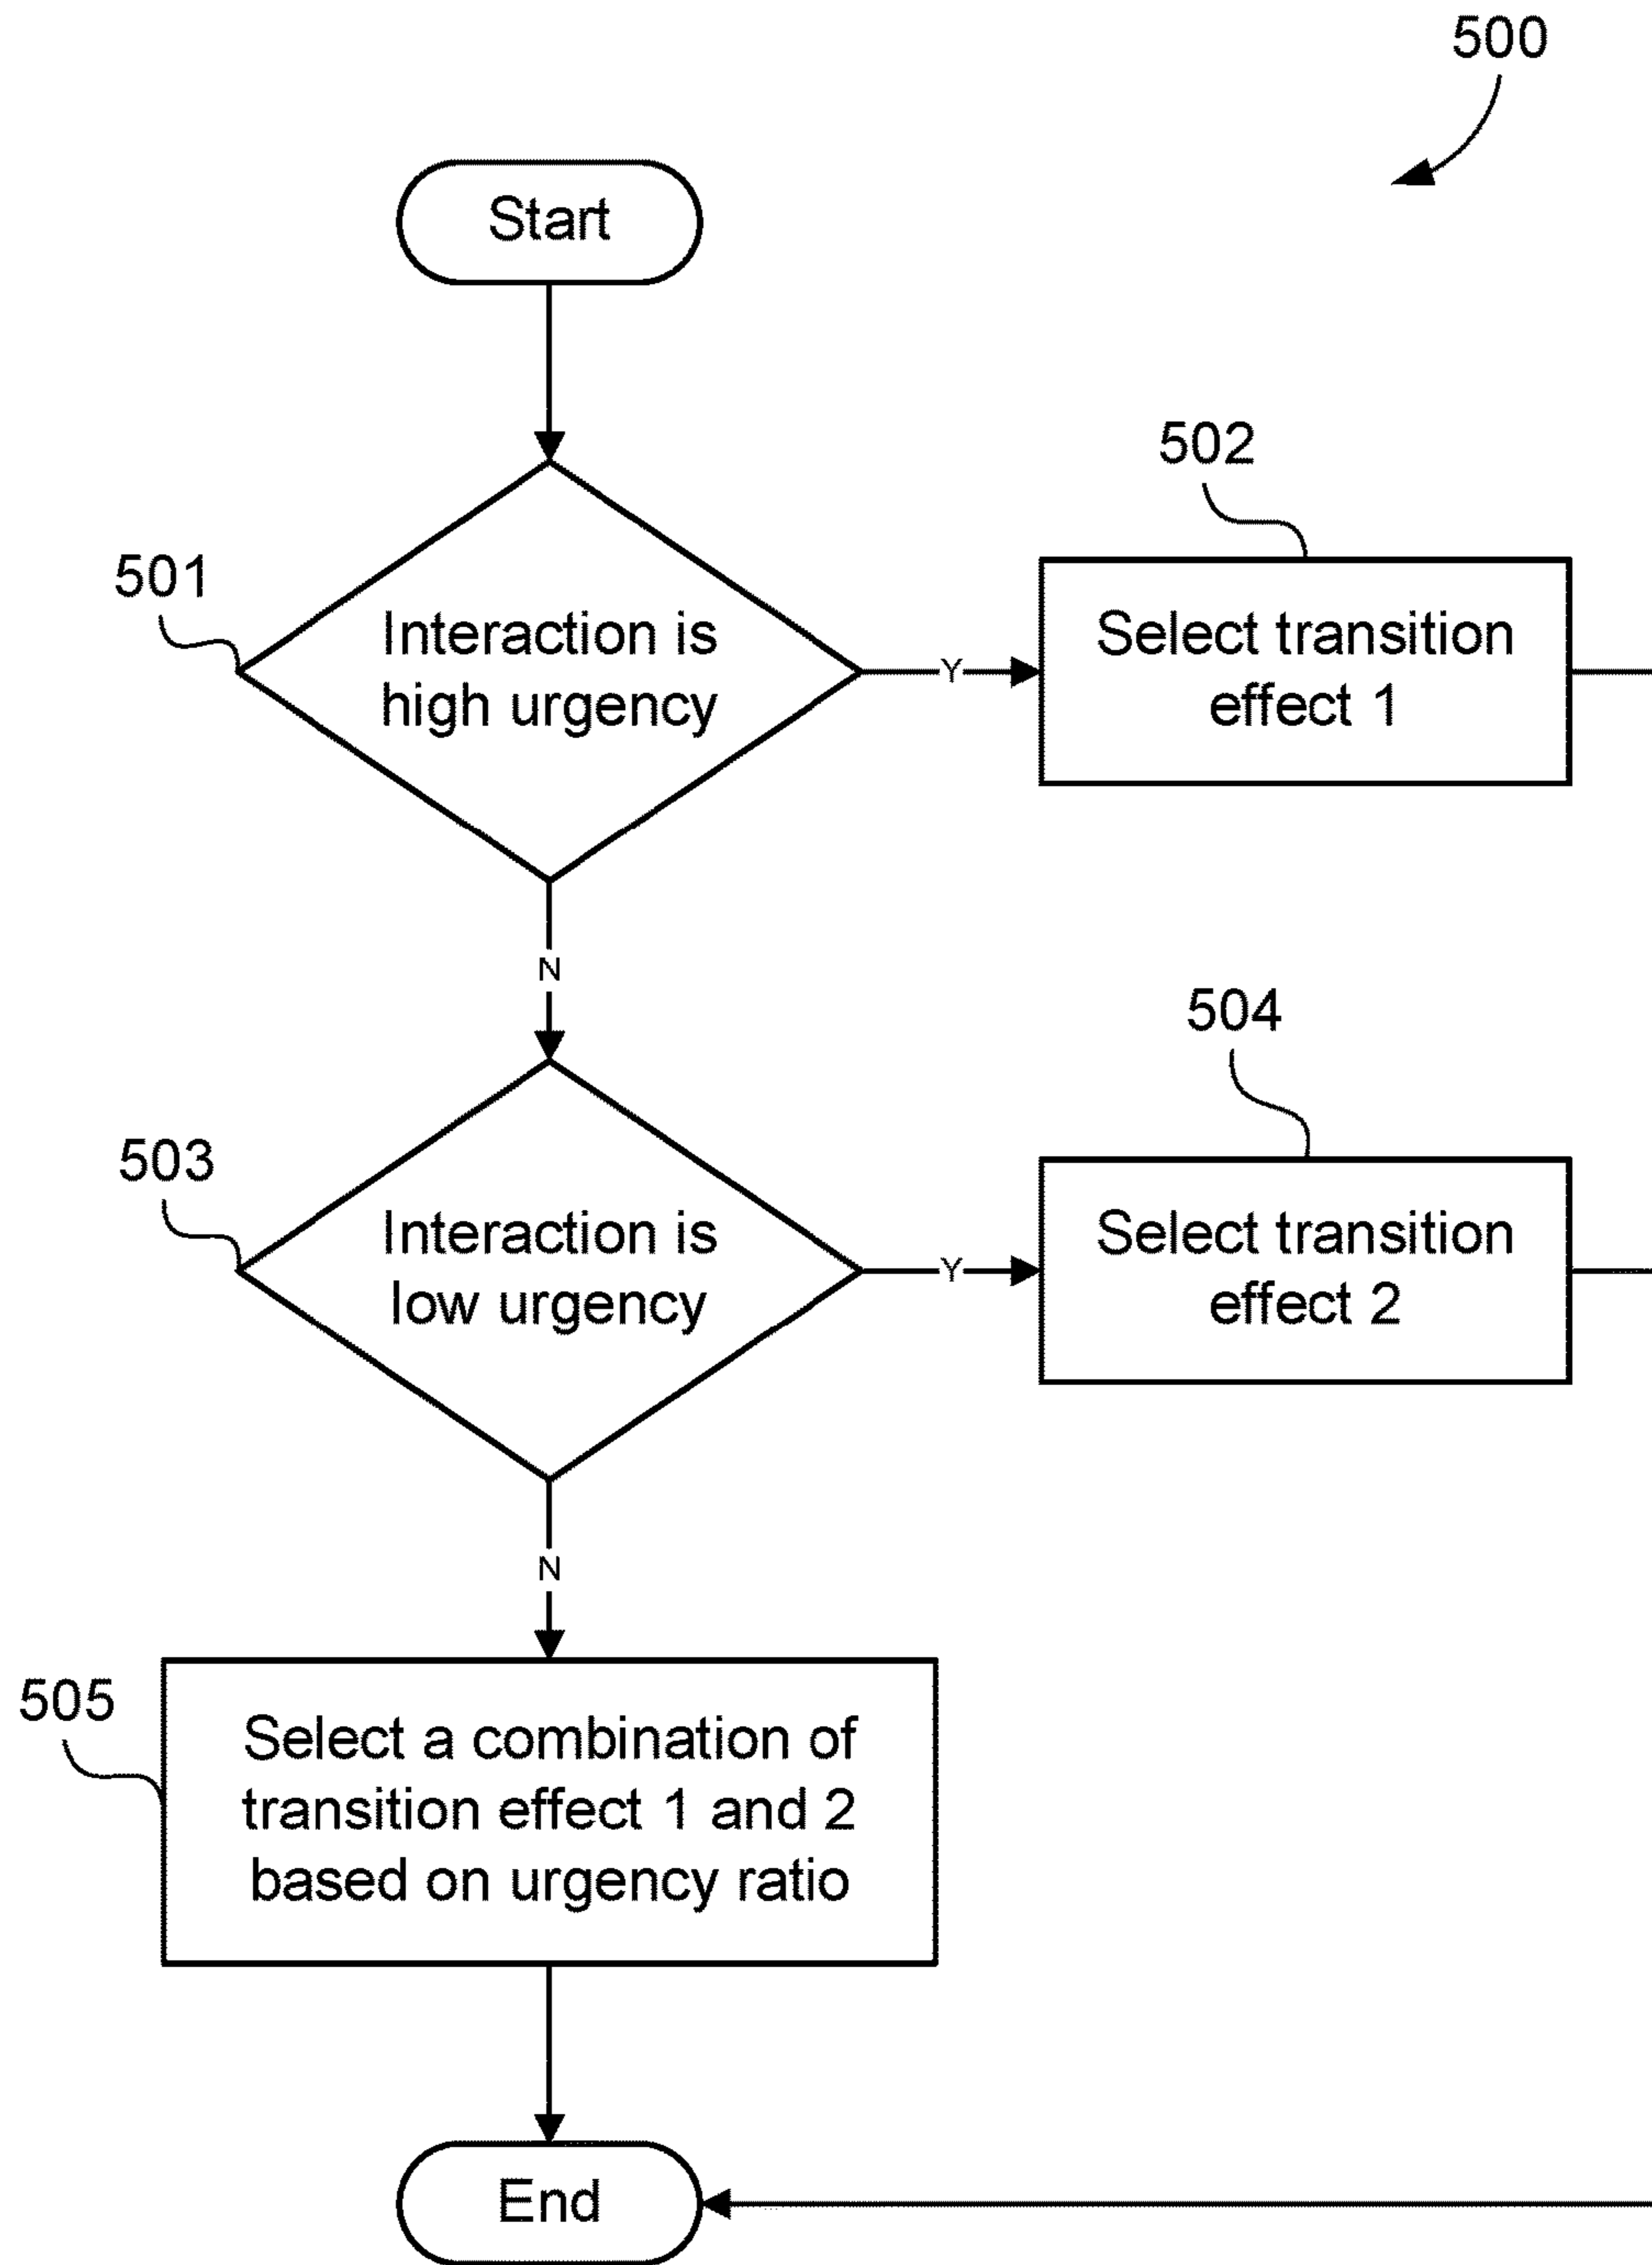 500
Start
501
Interaction is
high urgency
Y
502
Select transition
effect 1
N
503
Interaction is
low urgency
Y
504
Select transition
effect 2
N
505
Select a combination of
transition effect 1 and 2
based on urgency ratio
End